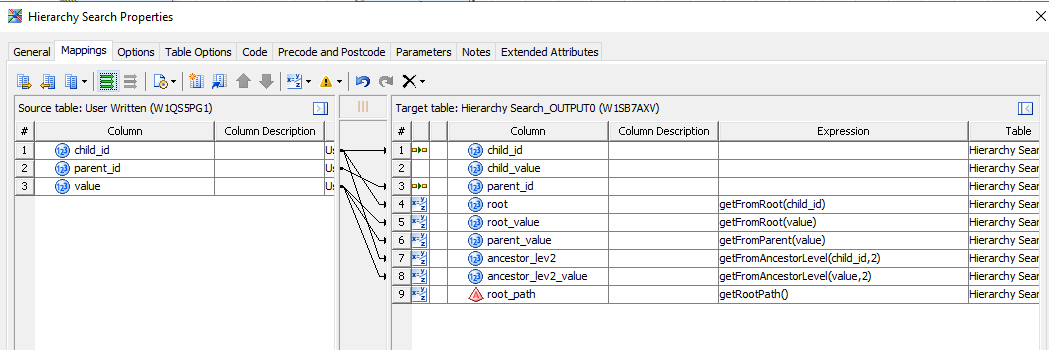 Hierarchy Search Properties
General Mappings Options Table Options Code Precode and Postcode Parameters Notes Extended Attributes
Source table: User Written (W1QS5PG1)
# Column Column Description
1 child_id Us
2 parent_id Us
3 value Us
Target table: Hierarchy Search_OUTPUT0 (W1SB7AXV)
# Column Column Description Expression Table
1 child_id Hierarchy Sear
2 child_value Hierarchy Sear
3 parent_id Hierarchy Sear
4 root getFromRoot(child_id) Hierarchy Sear
5 root_value getFromRoot(value) Hierarchy Sear
6 parent_value getFromParent(value) Hierarchy Sear
7 ancestor_lev2 getFromAncestorLevel(child_id,2) Hierarchy Sear
8 ancestor_lev2_value getFromAncestorLevel(value,2) Hierarchy Sear
9 root_path getRootPath() Hierarchy Sear